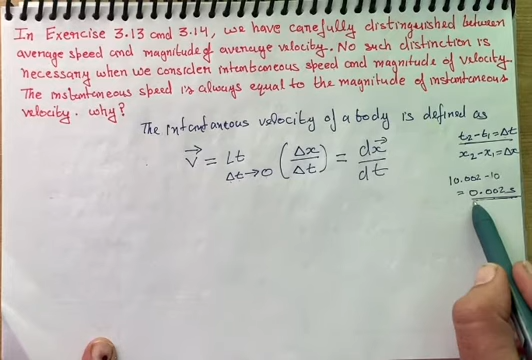 In Exercise 3.13 and 3.14, we have carefully distinguished between
average speed and magnitude of average velocity. No such distinction is
necessary when we consider intantaneous speed and magnitude of velocity.
The instantaneous speed is always equal to the magnitude of instantaneous
velocity. why?
The intantaneous velocity of a body is defined as
t₂-t₁=Δt
x₂-x₁=Δx
v⃗ = Lt Δt→0 (Δx/Δt) = dx⃗/dt
10.002-10
= 0.002s